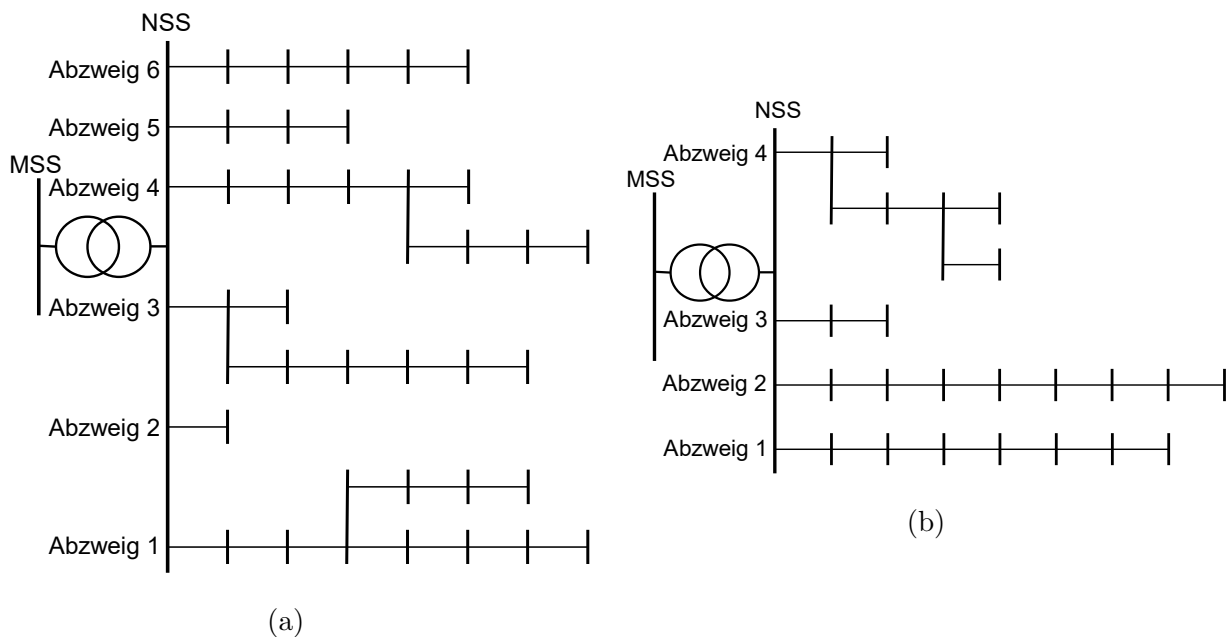 NSS
Abzweig 6
Abzweig 5
MSS
Abzweig 4
Abzweig 3
Abzweig 2
Abzweig 1
(a)
NSS
Abzweig 4
MSS
Abzweig 3
Abzweig 2
Abzweig 1
(b)